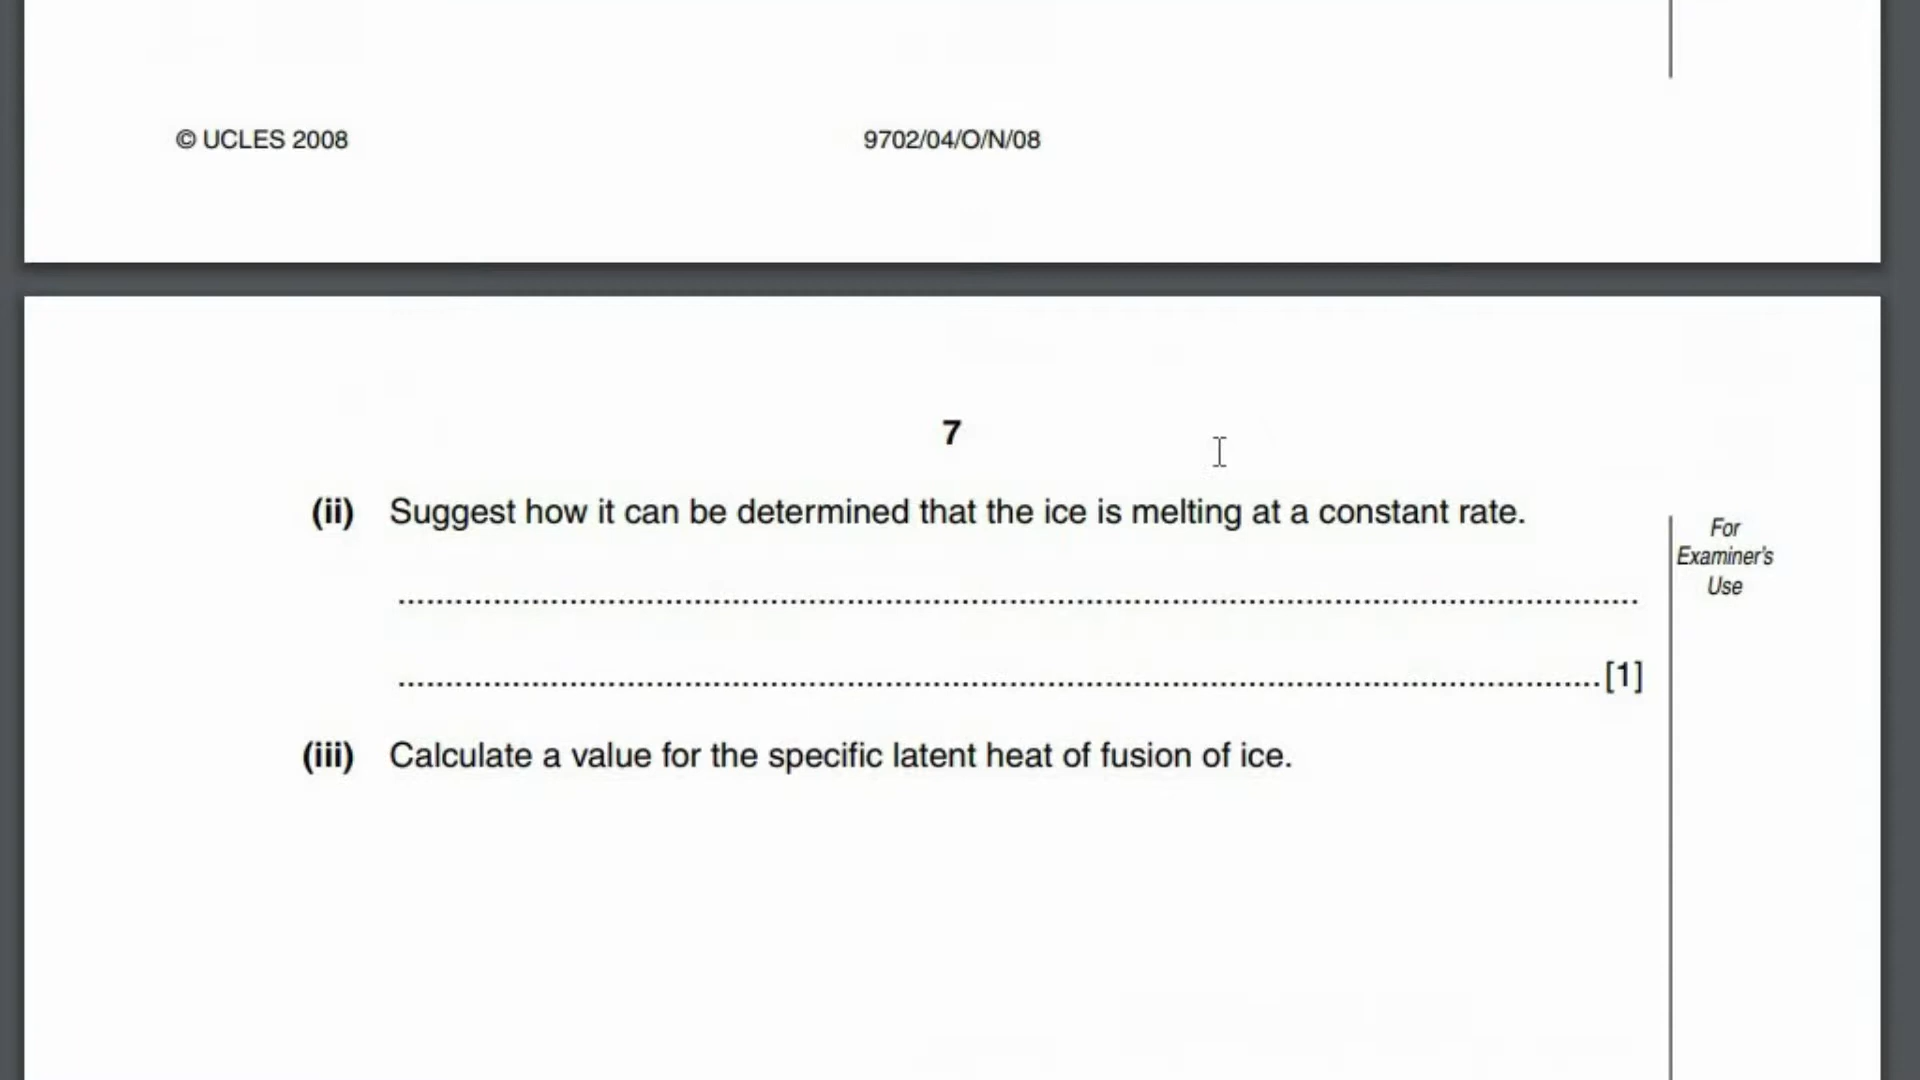 © UCLES 2008 9702/04/O/N/08
7
(ii) Suggest how it can be determined that the ice is melting at a constant rate.
For
Examiner's
Use
..........................................................................................................................................
......................................................................................................................................[1]
(iii) Calculate a value for the specific latent heat of fusion of ice.